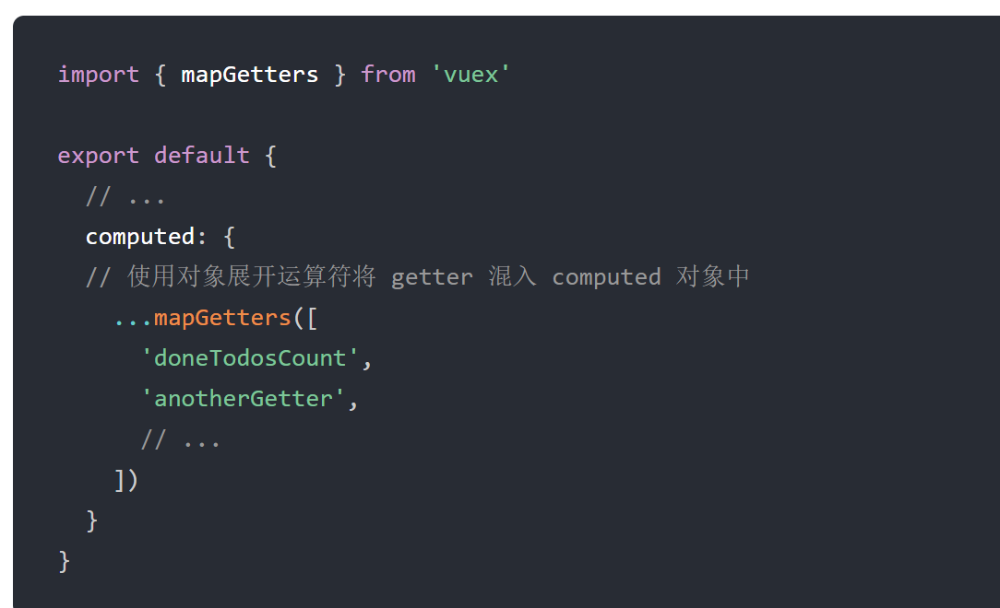 import { mapGetters } from 'vuex'
export default {
// ...
computed: {
// 使用对象展开运算符将 getter 混入 computed 对象中
...mapGetters([
'doneTodosCount',
'anotherGetter',
// ...
])
}
}